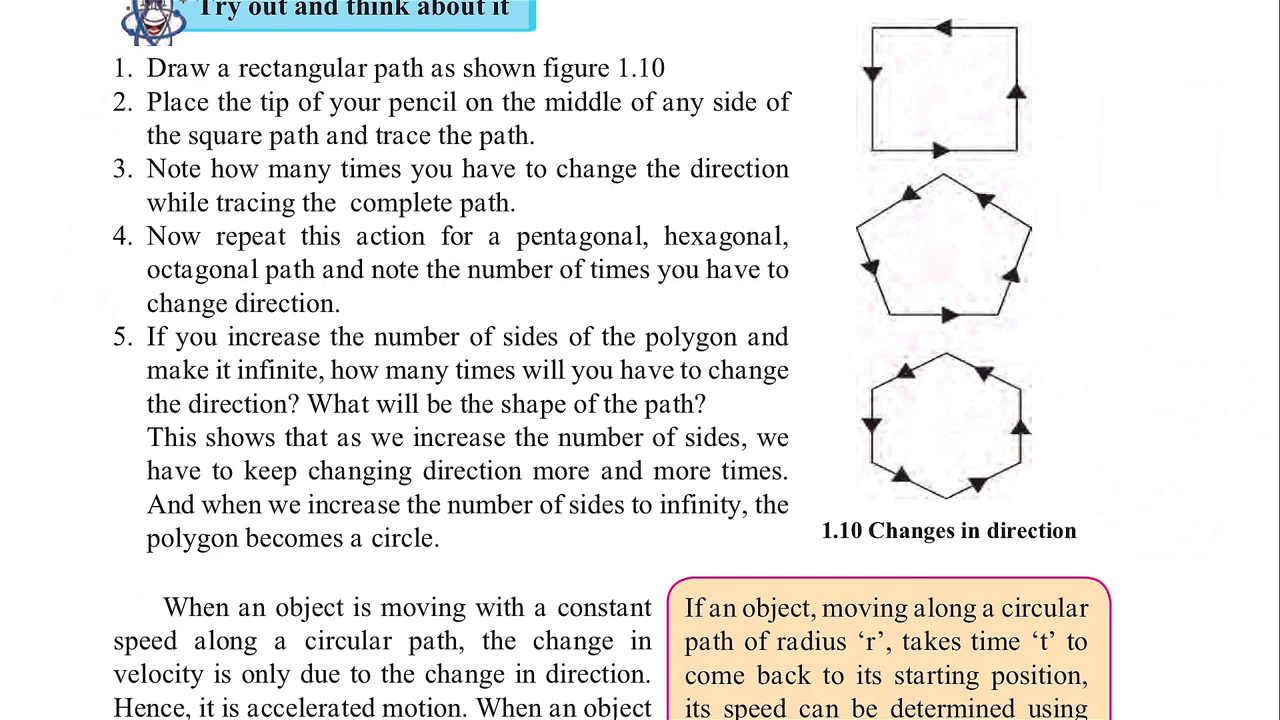 Try out and think about it
1. Draw a rectangular path as shown figure 1.10
2. Place the tip of your pencil on the middle of any side of
the square path and trace the path.
3. Note how many times you have to change the direction
while tracing the complete path.
4. Now repeat this action for a pentagonal, hexagonal,
octagonal path and note the number of times you have to
change direction.
5. If you increase the number of sides of the polygon and
make it infinite, how many times will you have to change
the direction? What will be the shape of the path?
This shows that as we increase the number of sides, we
have to keep changing direction more and more times.
And when we increase the number of sides to infinity, the
polygon becomes a circle.
1.10 Changes in direction
When an object is moving with a constant
speed along a circular path, the change in
velocity is only due to the change in direction.
Hence, it is accelerated motion. When an object
If an object, moving along a circular
path of radius ‘r’, takes time ‘t’ to
come back to its starting position,
its speed can be determined using